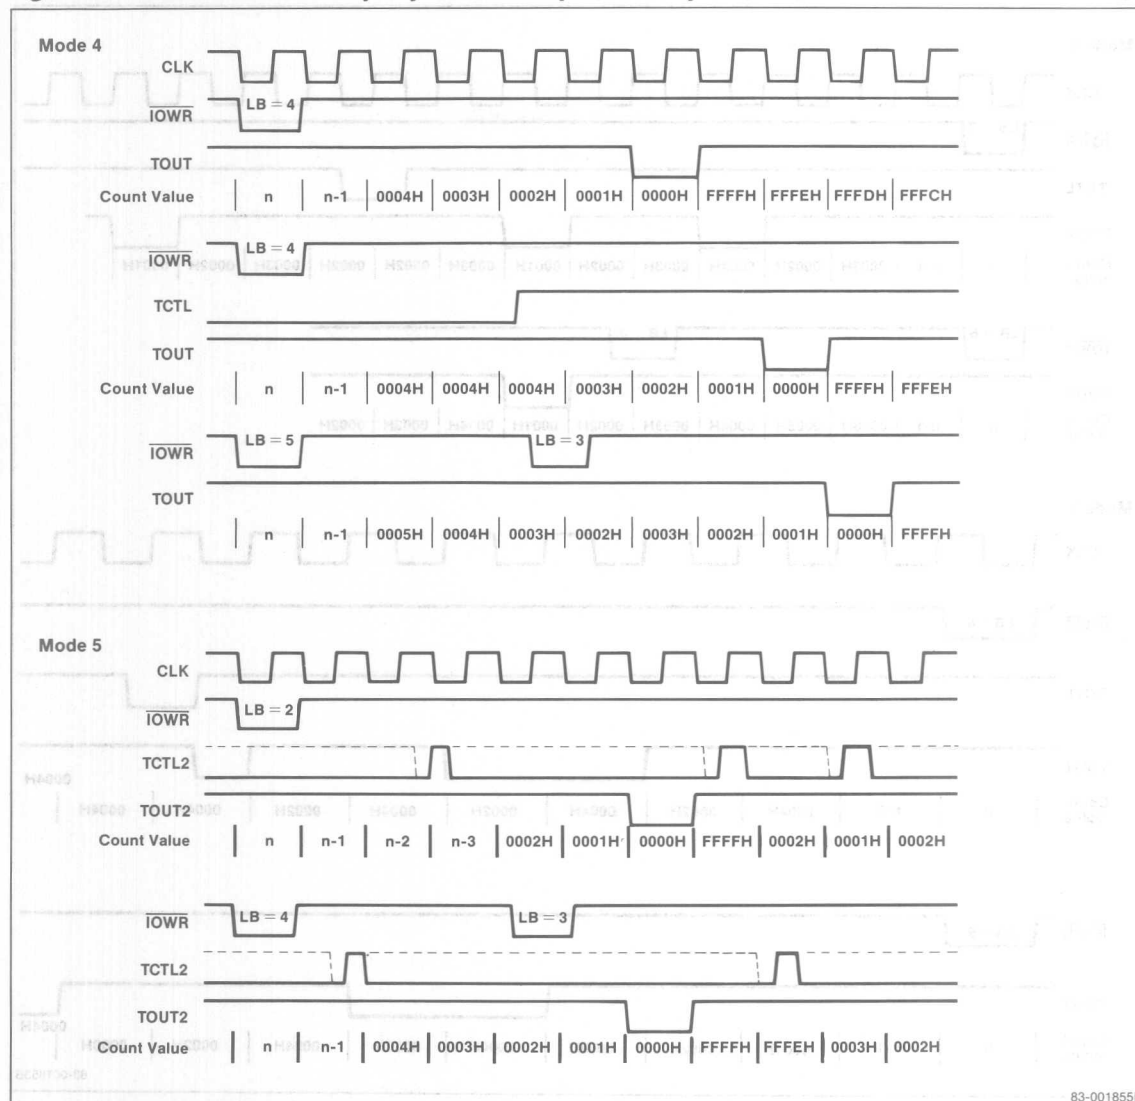 Mode 4
CLK
IOWR LB = 4
TOUT
Count Value n n-1 0004H 0003H 0002H 0001H 0000H FFFFH FFFEH FFFDH FFFCH
IOWR LB = 4
TCTL
TOUT
Count Value n n-1 0004H 0004H 0004H 0003H 0002H 0001H 0000H FFFFH FFFEH
IOWR LB = 5 LB = 3
TOUT
n n-1 0005H 0004H 0003H 0002H 0003H 0002H 0001H 0000H FFFFH
Mode 5
CLK
IOWR LB = 2
TCTL2
TOUT2
Count Value n n-1 n-2 n-3 0002H 0001H 0000H FFFFH 0002H 0001H 0002H
IOWR LB = 4 LB = 3
TCTL2
TOUT2
Count Value n n-1 0004H 0003H 0002H 0001H 0000H FFFFH FFFEH 0003H 0002H
83-001855